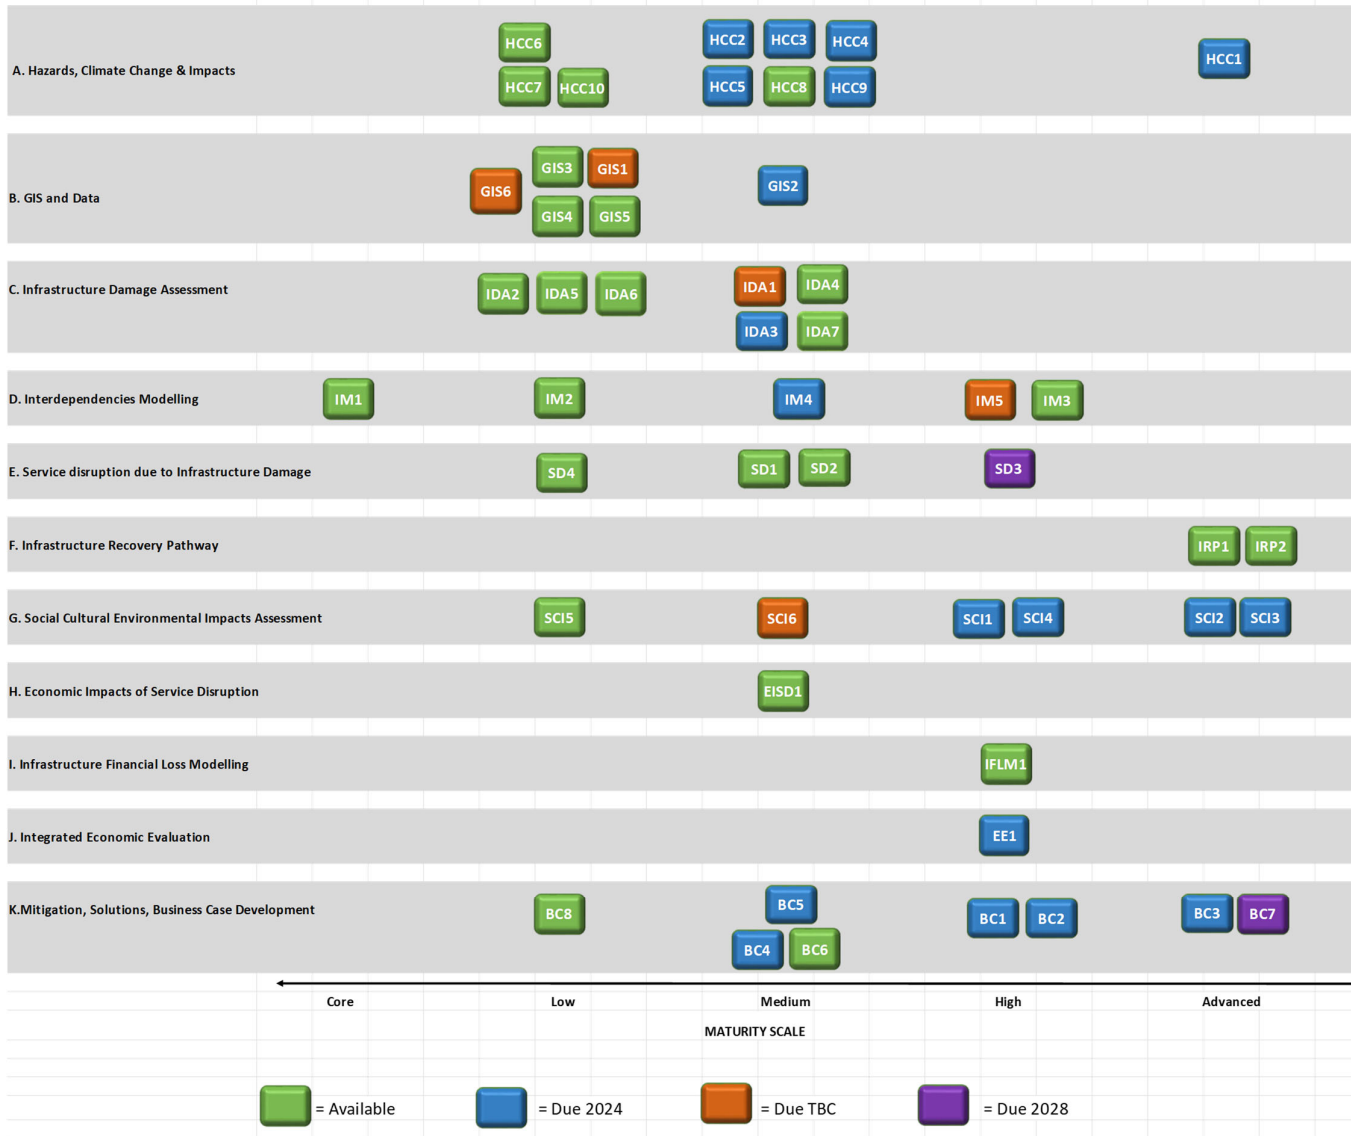 HCC6
HCC2 HCC3 HCC4
HCC1
A. Hazards, Climate Change & Impacts
HCC7 HCC10
HCC5 HCC8 HCC9
GIS3 GIS1
GIS6
GIS2
B. GIS and Data
GIS4 GIS5
C. Infrastructure Damage Assessment
IDA2 IDA5 IDA6
IDA1 IDA4
IDA3 IDA7
D. Interdependencies Modelling
IM1 IM2 IM4 IM5 IM3
E. Service disruption due to Infrastructure Damage
SD4 SD1 SD2 SD3
F. Infrastructure Recovery Pathway
IRP1 IRP2
G. Social Cultural Environmental Impacts Assessment
SCI5 SCI6 SCI1 SCI4 SCI2 SCI3
H. Economic Impacts of Service Disruption
EISD1
I. Infrastructure Financial Loss Modelling
IFLM1
J. Integrated Economic Evaluation
EE1
K.Mitigation, Solutions, Business Case Development
BC8
BC5
BC4 BC6
BC1 BC2
BC3 BC7
Core Low Medium High Advanced
MATURITY SCALE
= Available = Due 2024 = Due TBC = Due 2028